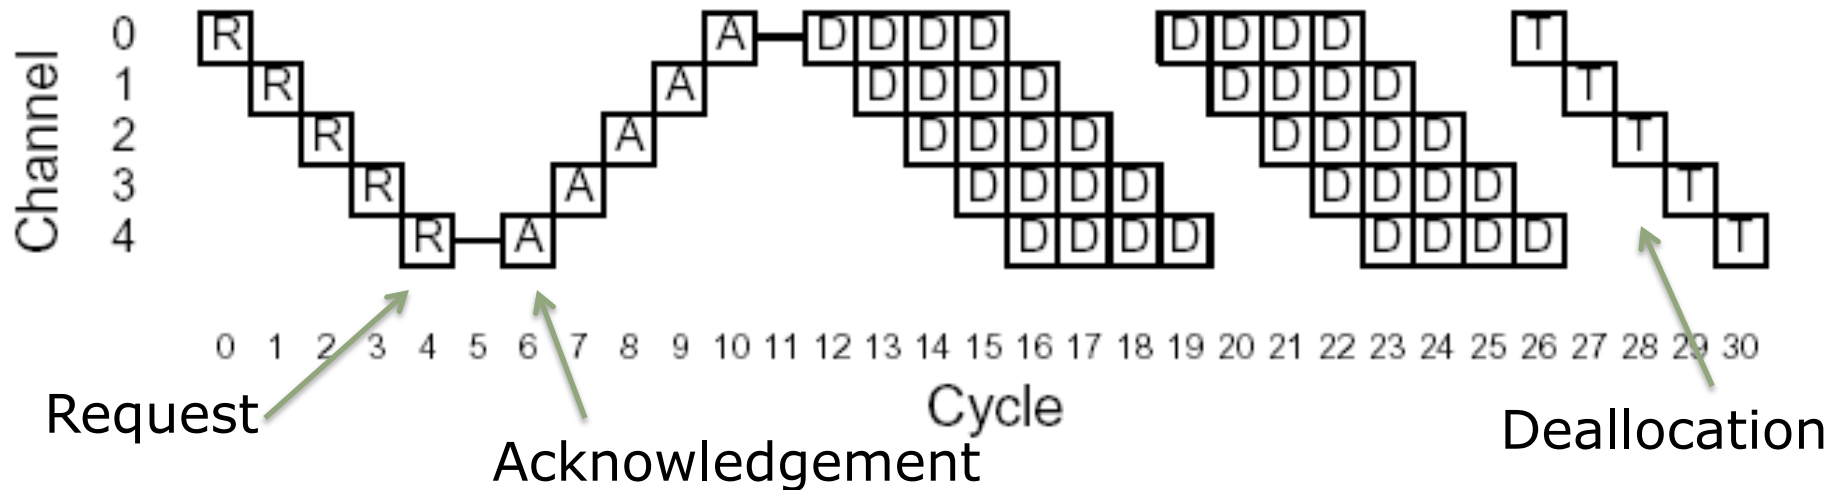 Channel
0 R A D D D D D D D D T
1 R A D D D D D D D D T
2 R A D D D D D D D D T
3 R A D D D D D D D D T
4 R A D D D D D D D D T
0 1 2 3 4 5 6 7 8 9 10 11 12 13 14 15 16 17 18 19 20 21 22 23 24 25 26 27 28 29 30
Cycle
Request
Acknowledgement
Deallocation